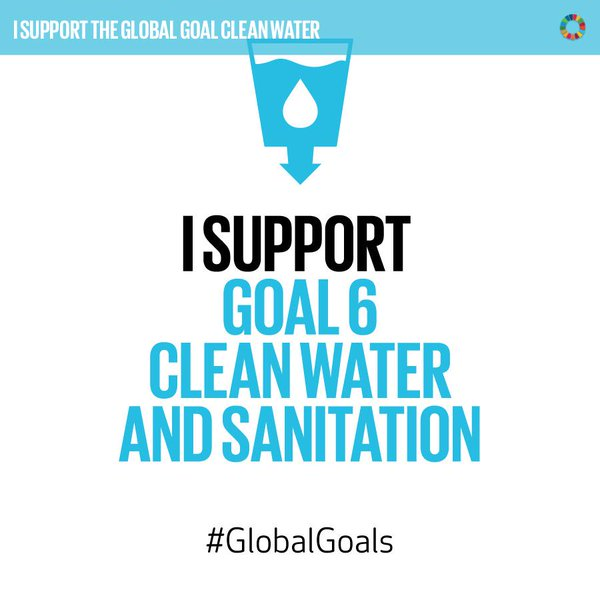 I SUPPORT THE GLOBAL GOAL CLEAN WATER
I SUPPORT
GOAL 6
CLEAN WATER
AND SANITATION
#GlobalGoals